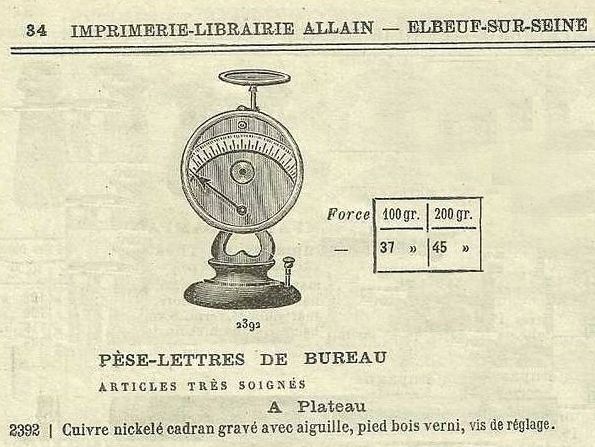 34 IMPRIMERIE-LIBRAIRIE ALLAIN — ELBEUF-SUR-SEINE
Force 100 gr. 200 gr.
— 37 » 45 »
2392
PÈSE-LETTRES DE BUREAU
ARTICLES TRÈS SOIGNÉS
A Plateau
2392 | Cuivre nickelé cadran gravé avec aiguille, pied bois verni, vis de réglage.